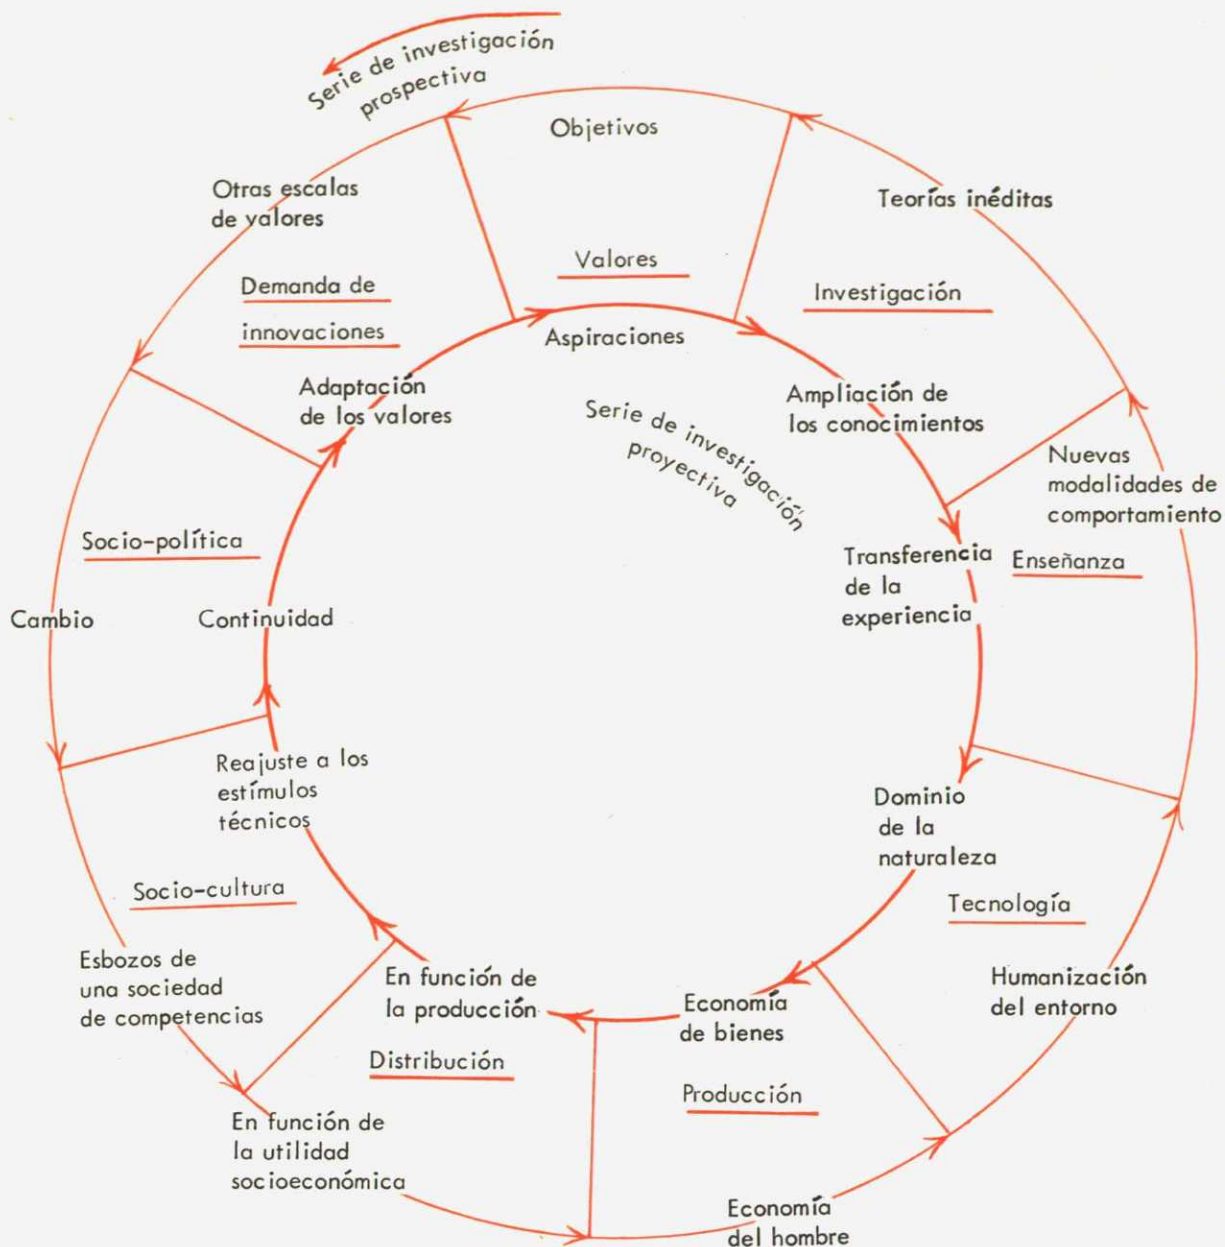 Serie de investigación
prospectiva
Objetivos
Otras escalas
de valores
Teorías inéditas
Valores
Demanda de
innovaciones
Investigación
Aspiraciones
Adaptación
de los valores
Ampliación de
los conocimientos
Serie de investigación
proyectiva
Nuevas
modalidades de
comportamiento
Socio-política
Transferencia
de la
experiencia
Enseñanza
Cambio
Continuidad
Reajuste a los
estímulos
técnicos
Dominio
de la
naturaleza
Socio-cultura
Tecnología
Esbozos de
una sociedad
de competencias
En función de
la producción
Economía
de bienes
Humanización
del entorno
Distribución
Producción
En función de
la utilidad
socioeconómica
Economía
del hombre